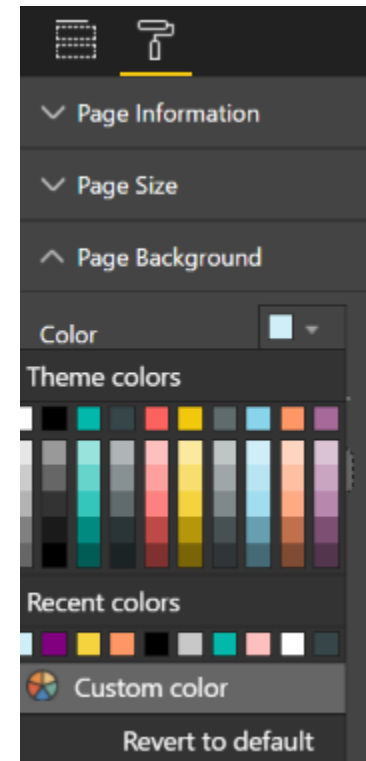 Page Information
Page Size
Page Background
Color
Theme colors
Recent colors
Custom color
Revert to default